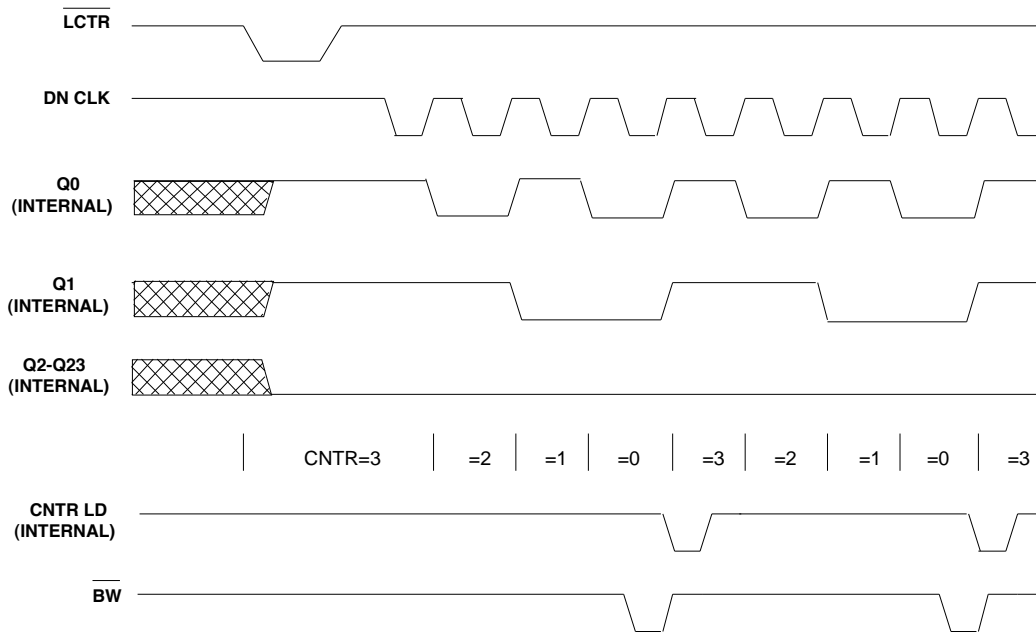 LCTR
DN CLK
Q0
(INTERNAL)
Q1
(INTERNAL)
Q2-Q23
(INTERNAL)
CNTR=3 =2 =1 =0 =3 =2 =1 =0 =3
CNTR LD
(INTERNAL)
BW